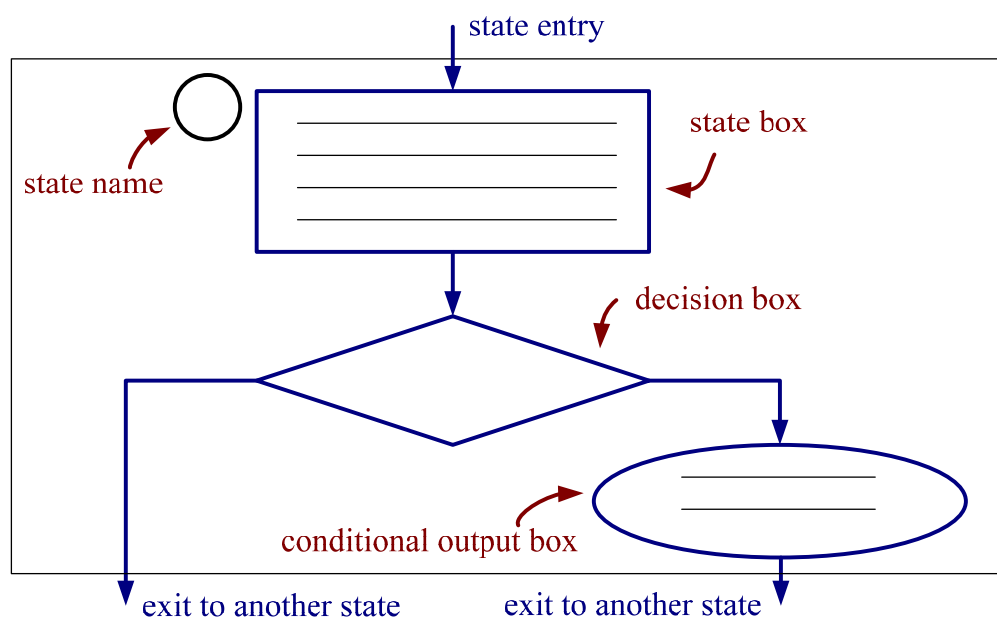 state entry
state box
state name
decision box
conditional output box
exit to another state
exit to another state